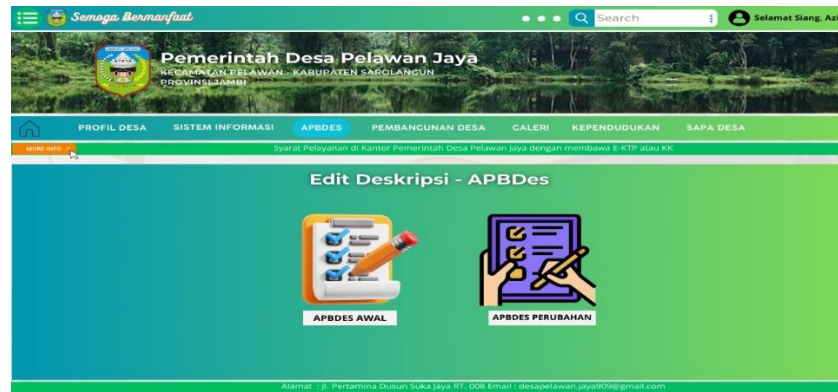 Semoga Bermanfaat
Search
Selamat Siang, Azi
Pemerintah Desa Pelawan Jaya
KECAMATAN PELAWAN - KABUPATEN SAROLANGUN
PROVINSI JAMBI
PROFIL DESA SISTEM INFORMASI APBDES PEMBANGUNAN DESA GALERI KEPENDUDUKAN SAPA DESA
MORE INFO
Syarat Pelayanan di Kantor Pemerintah Desa Pelawan Jaya dengan membawa E-KTP atau KK
Edit Deskripsi - APBDes
APBDES AWAL
APBDES PERUBAHAN
Alamat : Jl. Pertamina Dusun Suka Jaya RT. 008 Email : desapelawan.jaya909@gmail.com